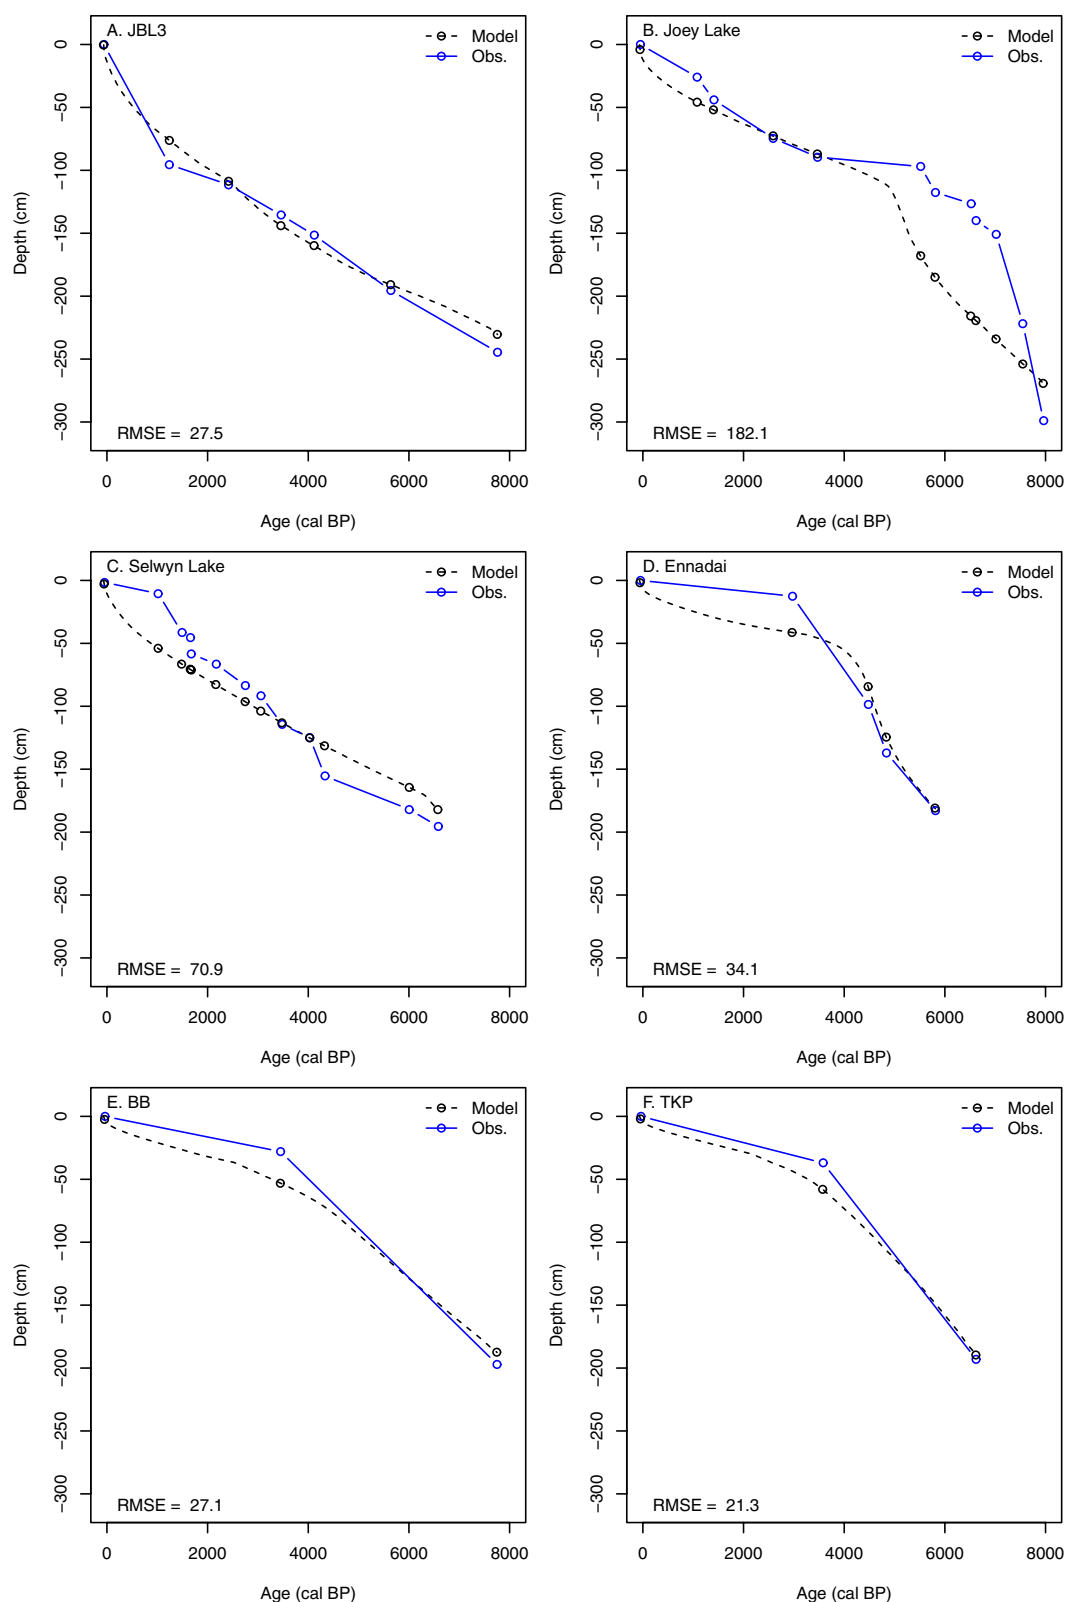 A. JBL3
Model
Obs.
0
−50
−100
−150
−200
−250
−300
Depth (cm)
RMSE = 27.5
0 2000 4000 6000 8000
Age (cal BP)
B. Joey Lake
Model
Obs.
0
−50
−100
−150
−200
−250
−300
Depth (cm)
RMSE = 182.1
0 2000 4000 6000 8000
Age (cal BP)
C. Selwyn Lake
Model
Obs.
0
−50
−100
−150
−200
−250
−300
Depth (cm)
RMSE = 70.9
0 2000 4000 6000 8000
Age (cal BP)
D. Ennadai
Model
Obs.
0
−50
−100
−150
−200
−250
−300
Depth (cm)
RMSE = 34.1
0 2000 4000 6000 8000
Age (cal BP)
E. BB
Model
Obs.
0
−50
−100
−150
−200
−250
−300
Depth (cm)
RMSE = 27.1
0 2000 4000 6000 8000
Age (cal BP)
F. TKP
Model
Obs.
0
−50
−100
−150
−200
−250
−300
Depth (cm)
RMSE = 21.3
0 2000 4000 6000 8000
Age (cal BP)